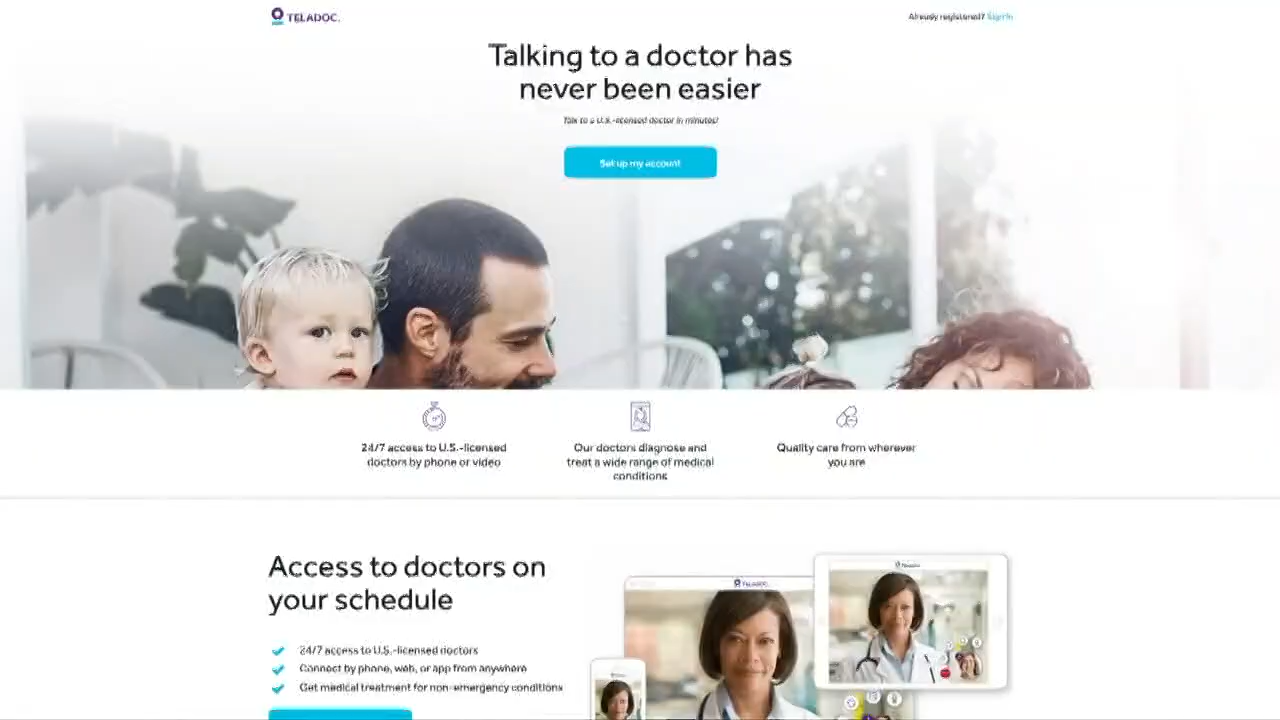 TELADOC.
Already registered? Sign In
Talking to a doctor has
never been easier
Talk to a U.S.-licensed doctor in minutes!
Set up my account
24/7 access to U.S.-licensed
doctors by phone or video
Our doctors diagnose and
treat a wide range of medical
conditions
Quality care from wherever
you are
Access to doctors on
your schedule
24/7 access to U.S.-licensed doctors
Connect by phone, web, or app from anywhere
Get medical treatment for non-emergency conditions
TELADOC.